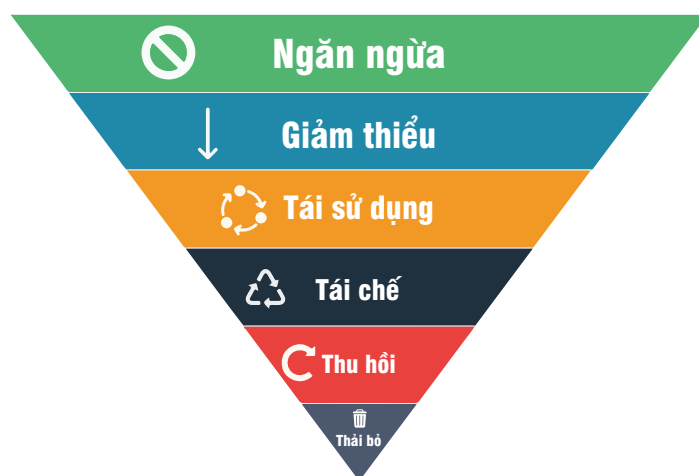 Ngăn ngừa
Giảm thiểu
Tái sử dụng
Tái chế
Thu hồi
Thải bỏ